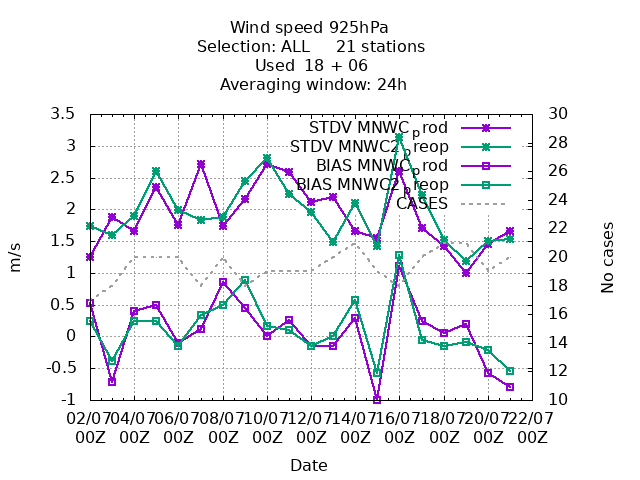 Wind speed 925hPa
Selection: ALL 21 stations
Used 18 + 06
Averaging window: 24h
3.5
3
2.5
2
1.5
1
0.5
0
-0.5
-1
m/s
30
28
26
24
22
20
18
16
14
12
10
No cases
STDV MNWC_prod
STDV MNWC2_preop
BIAS MNWC_prod
BIAS MNWC2_preop
CASES
02/07 04/07 06/07 08/07 10/07 12/07 14/07 16/07 18/07 20/07 22/07
00Z 00Z 00Z 00Z 00Z 00Z 00Z 00Z 00Z 00Z 00Z
Date